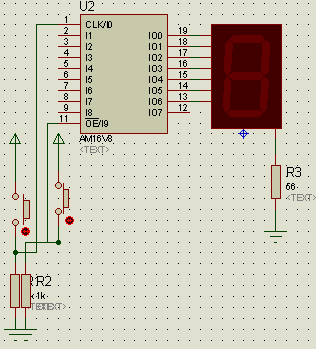 U2
1 CLK/I0
2 I1 IO0 19
3 I2 IO1 18
4 I3 IO2 17
5 I4 IO3 16
6 I5 IO4 15
7 I6 IO5 14
8 I7 IO6 13
9 I8 IO7 12
11 OE/I9
AM16V8
<TEXT>
R3
66
<TEXT>
R2
1k
<TEXT>